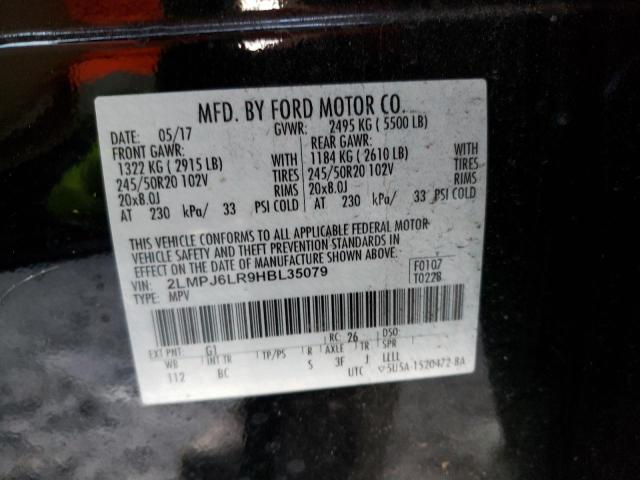 MFD. BY FORD MOTOR CO.
DATE: 05/17 GVWR: 2495 KG ( 5500 LB)
FRONT GAWR: REAR GAWR:
1322 KG ( 2915 LB) WITH 1184 KG ( 2610 LB) WITH
245/50R20 102V TIRES 245/50R20 102V TIRES
20x8.0J RIMS 20x8.0J RIMS
AT 230 kPa/ 33 PSI COLD AT 230 kPa/ 33 PSI COLD
THIS VEHICLE CONFORMS TO ALL APPLICABLE FEDERAL MOTOR
VEHICLE SAFETY AND THEFT PREVENTION STANDARDS IN
EFFECT ON THE DATE OF MANUFACTURE SHOWN ABOVE.
VIN: 2LMPJ6LR9HBL35079 F0107
TYPE: MPV T0228
EXT PNT: G1 RC: 26 DSO:
WB INT TR TP/PS R AXLE TR SPR
112 BC S 3F J LLLL
UTC ▽5U5A-1520472-BA